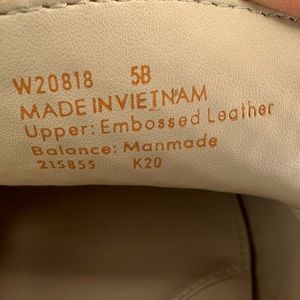 W20818 5B
MADE IN VIETNAM
Upper: Embossed Leather
Balance: Manmade
215855 K20